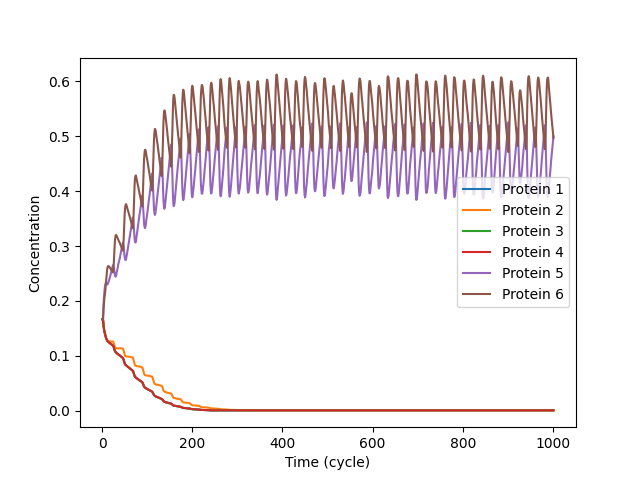 0.6
0.5
0.4
0.3
0.2
0.1
0.0
Concentration
Protein 1
Protein 2
Protein 3
Protein 4
Protein 5
Protein 6
0 200 400 600 800 1000
Time (cycle)